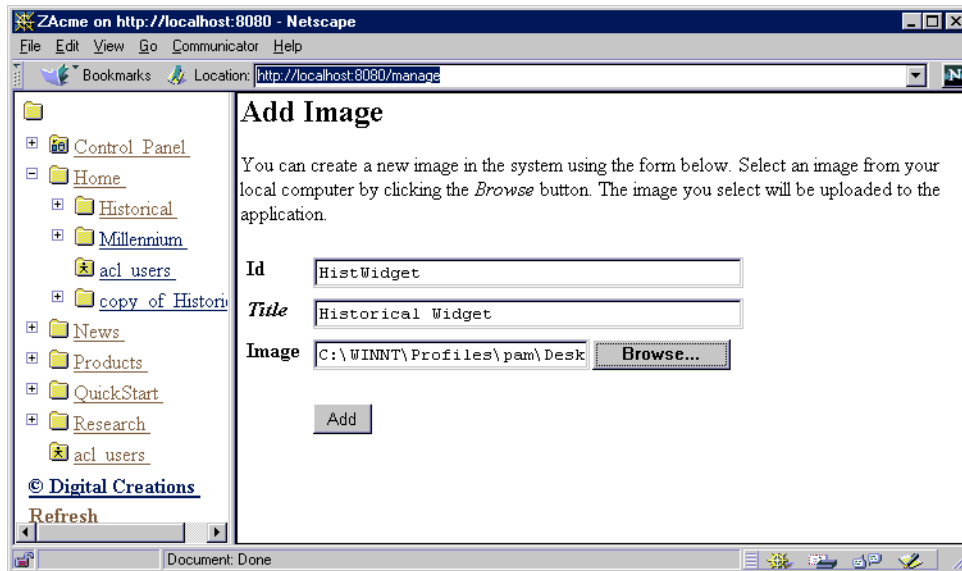 ZAcme on http://localhost:8080 - Netscape
File Edit View Go Communicator Help
Bookmarks Location: http://localhost:8080/manage
Control Panel
Home
Historical
Millennium
acl users
copy of Histori
News
Products
QuickStart
Research
acl users
© Digital Creations
Refresh
Add Image
You can create a new image in the system using the form below. Select an image from your
local computer by clicking the Browse button. The image you select will be uploaded to the
application.
Id HistWidget
Title Historical Widget
Image C:\WINNT\Profiles\pam\Desk Browse...
Add
Document: Done